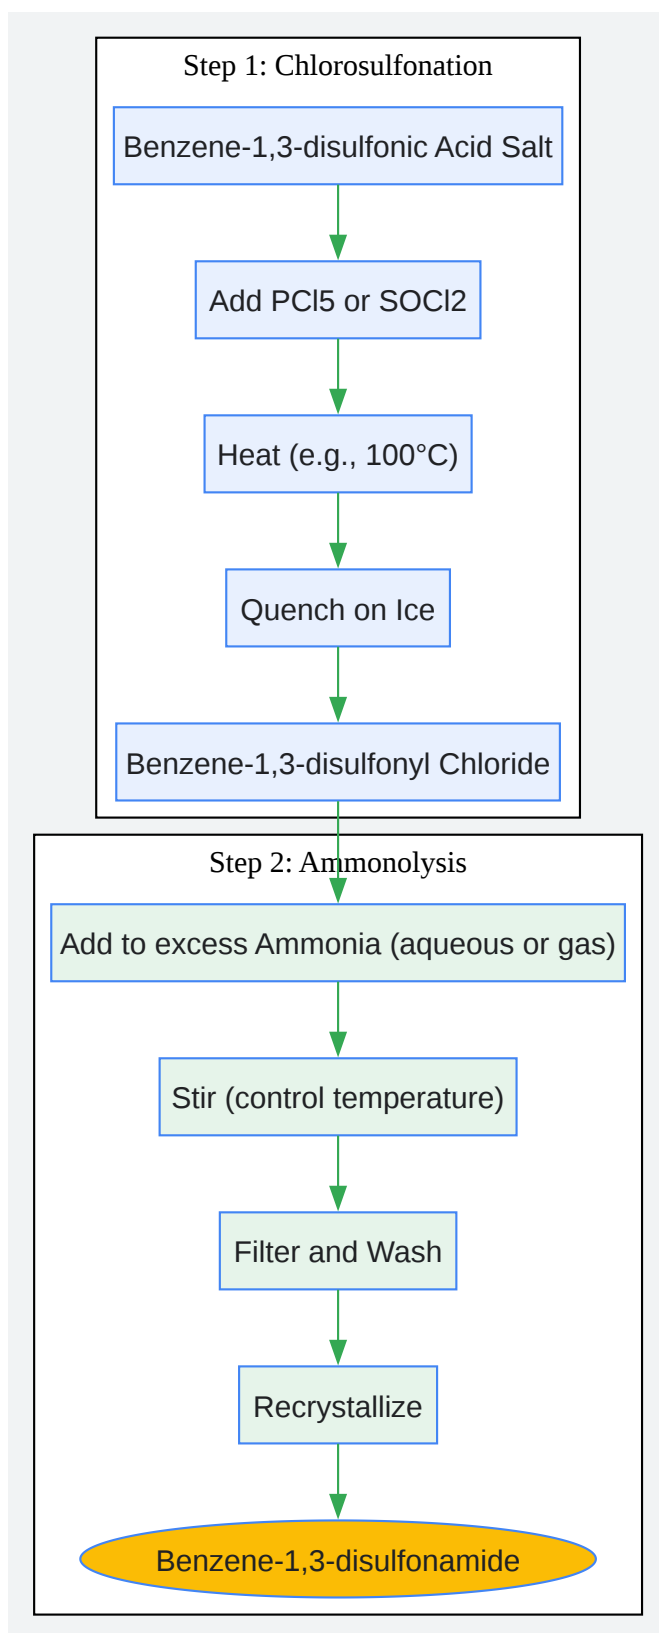 Step 1: Chlorosulfonation
Benzene-1,3-disulfonic Acid Salt
Add PCl5 or SOCl2
Heat (e.g., 100°C)
Quench on Ice
Benzene-1,3-disulfonyl Chloride
Step 2: Ammonolysis
Add to excess Ammonia (aqueous or gas)
Stir (control temperature)
Filter and Wash
Recrystallize
Benzene-1,3-disulfonamide